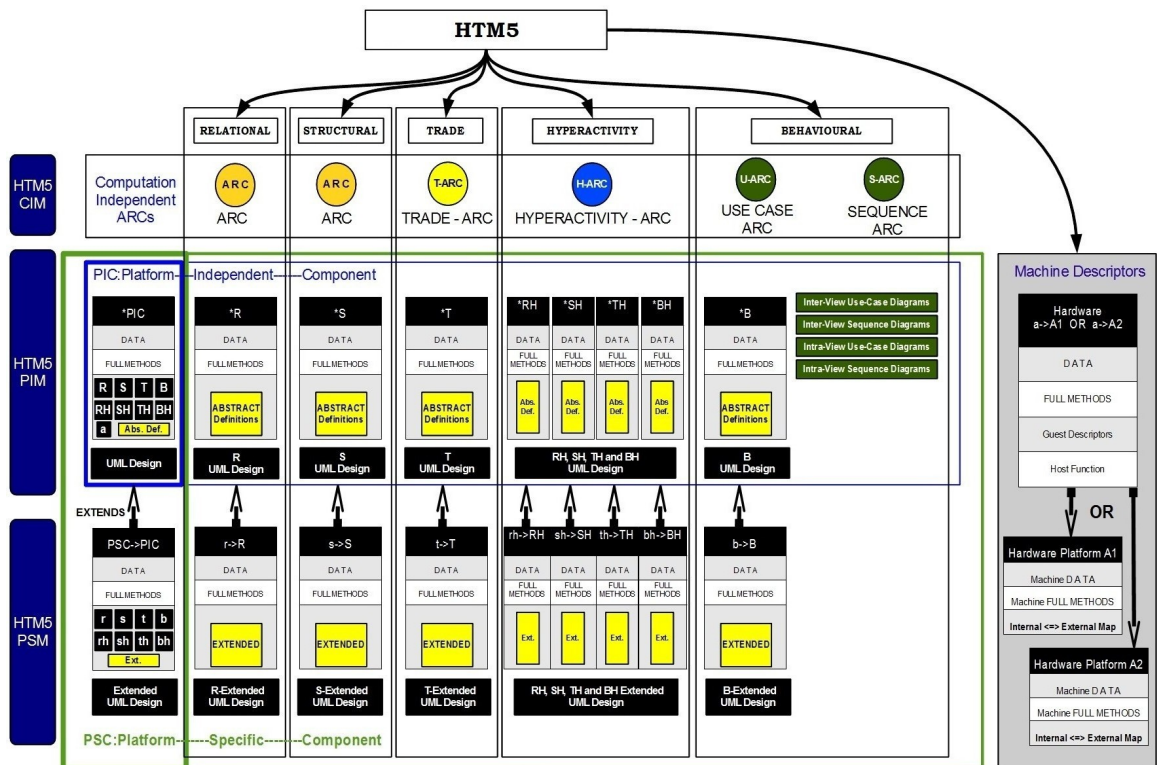 HTM5
RELATIONAL
STRUCTURAL
TRADE
HYPERACTIVITY
BEHAVIOURAL
HTM5
CIM
Computation
Independent
ARCs
ARC
ARC
ARC
ARC
T-ARC
TRADE - ARC
H-ARC
HYPERACTIVITY - ARC
U-ARC
USE CASE
ARC
S-ARC
SEQUENCE
ARC
HTM5
PIM
PIC:Platform----Independent-----Component
*PIC
DATA
FULL METHODS
R S T B
RH SH TH BH
a Abs. Def.
UML Design
*R
DATA
FULL METHODS
ABSTRACT
Definitions
R
UML Design
*S
DATA
FULL METHODS
ABSTRACT
Definitions
S
UML Design
*T
DATA
FULL METHODS
ABSTRACT
Definitions
T
UML Design
*RH
*SH
*TH
*BH
DATA
DATA
DATA
DATA
FULL
METHODS
FULL
METHODS
FULL
METHODS
FULL
METHODS
Abs.
Def.
Abs.
Def.
Abs.
Def.
Abs.
Def.
RH, SH, TH and BH
UML Design
*B
DATA
FULL METHODS
ABSTRACT
Definitions
B
UML Design
Inter-View Use-Case Diagrams
Inter-View Sequence Diagrams
Intra-View Use-Case Diagrams
Intra-View Sequence Diagrams
EXTENDS
HTM5
PSM
PSC->PIC
DATA
FULL METHODS
r s t b
rh sh th bh
Ext.
Extended
UML Design
r->R
DATA
FULL METHODS
EXTENDED
R-Extended
UML Design
s->S
DATA
FULL METHODS
EXTENDED
S-Extended
UML Design
t->T
DATA
FULL METHODS
EXTENDED
T-Extended
UML Design
rh->RH
sh->SH
th->TH
bh->BH
DATA
DATA
DATA
DATA
FULL
METHODS
FULL
METHODS
FULL
METHODS
FULL
METHODS
Ext.
Ext.
Ext.
Ext.
RH, SH, TH and BH Extended
UML Design
b->B
DATA
FULL METHODS
EXTENDED
B-Extended
UML Design
PSC:Platform-------Specific--------Component
Machine Descriptors
Hardware
a->A1 OR a->A2
DATA
FULL METHODS
Guest Descriptors
Host Function
OR
Hardware Platform A1
Machine DATA
Machine FULL METHODS
Internal <=> External Map
Hardware Platform A2
Machine DATA
Machine FULL METHODS
Internal <=> External Map